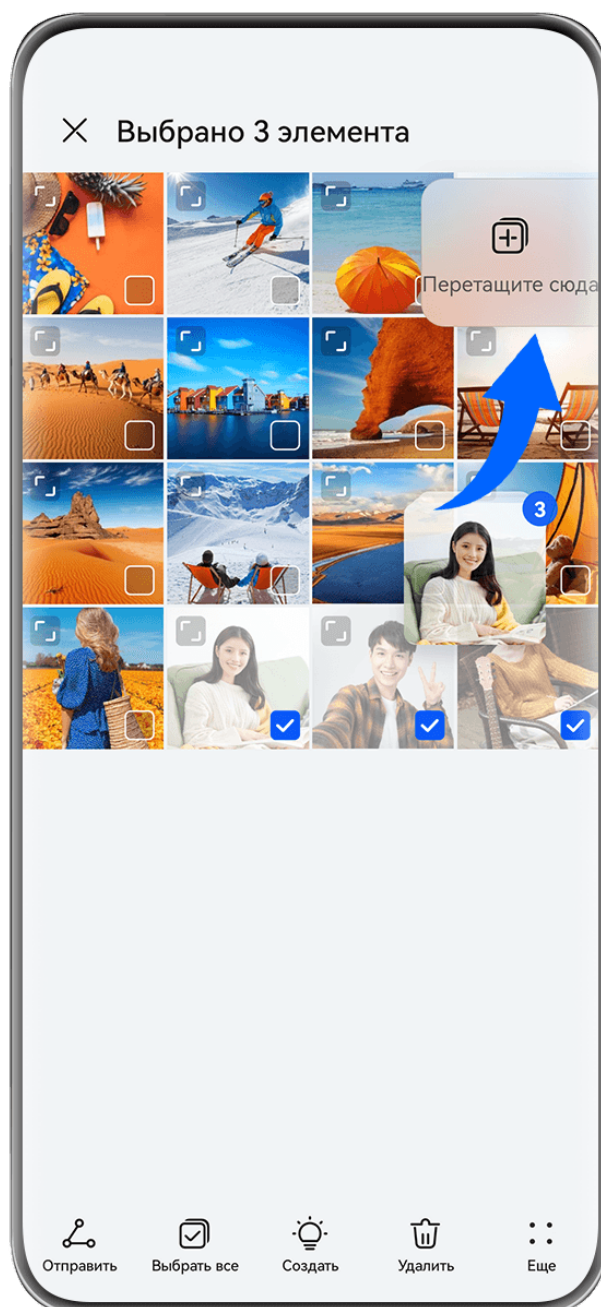 Выбрано 3 элемента
Перетащите сюда
3
Отправить
Выбрать все
Создать
Удалить
Еще